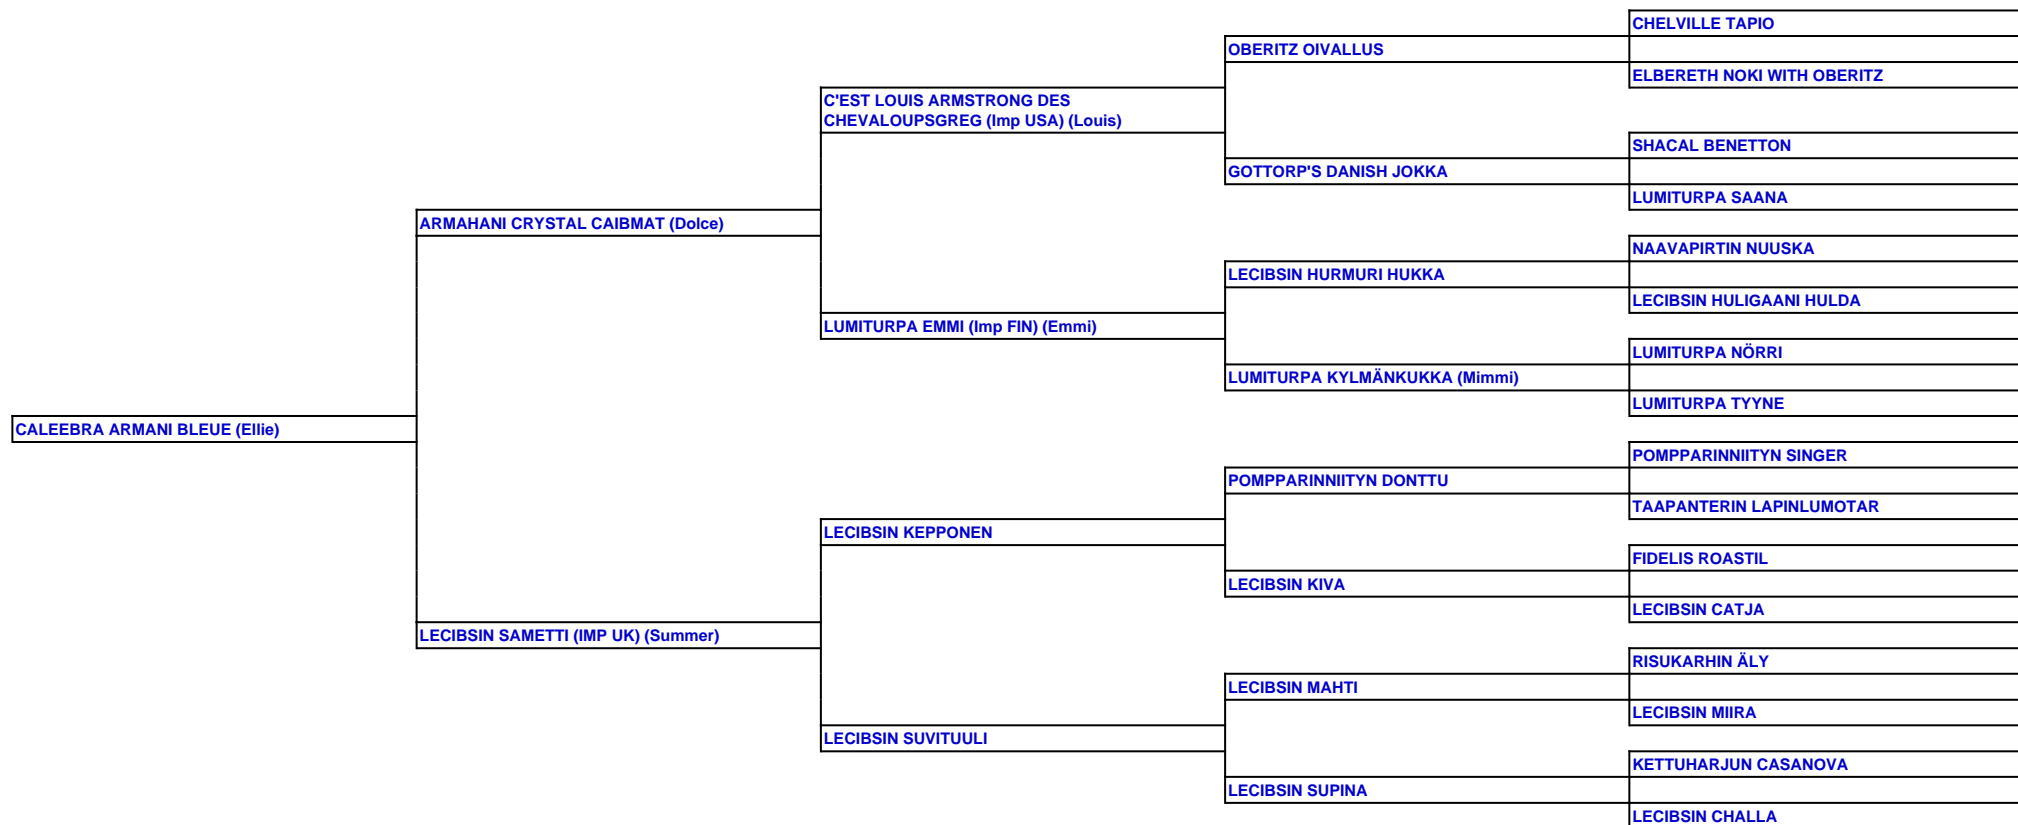 CHELVILLE TAPIO
OBERITZ OIVALLUS
ELBERETH NOKI WITH OBERITZ
C'EST LOUIS ARMSTRONG DES
CHEVALOUPSGREG (Imp USA) (Louis)
SHACAL BENETTON
GOTTORP'S DANISH JOKKA
LUMITURPA SAANA
ARMAHANI CRYSTAL CAIBMAT (Dolce)
NAAVAPIRTIN NUUSKA
LECIBSIN HURMURI HUKKA
LECIBSIN HULIGAANI HULDA
LUMITURPA EMMI (Imp FIN) (Emmi)
LUMITURPA NÖRRI
LUMITURPA KYLMÄNKUKKA (Mimmi)
LUMITURPA TYYNE
CALEEBRA ARMANI BLEUE (Ellie)
POMPPARINNIITYN SINGER
POMPPARINNIITYN DONTTU
TAAPANTERIN LAPINLUMOTAR
LECIBSIN KEPPONEN
FIDELIS ROASTIL
LECIBSIN KIVA
LECIBSIN CATJA
LECIBSIN SAMETTI (IMP UK) (Summer)
RISUKARHIN ÄLY
LECIBSIN MAHTI
LECIBSIN MIIRA
LECIBSIN SUVITUULI
KETTUHARJUN CASANOVA
LECIBSIN SUPINA
LECIBSIN CHALLA